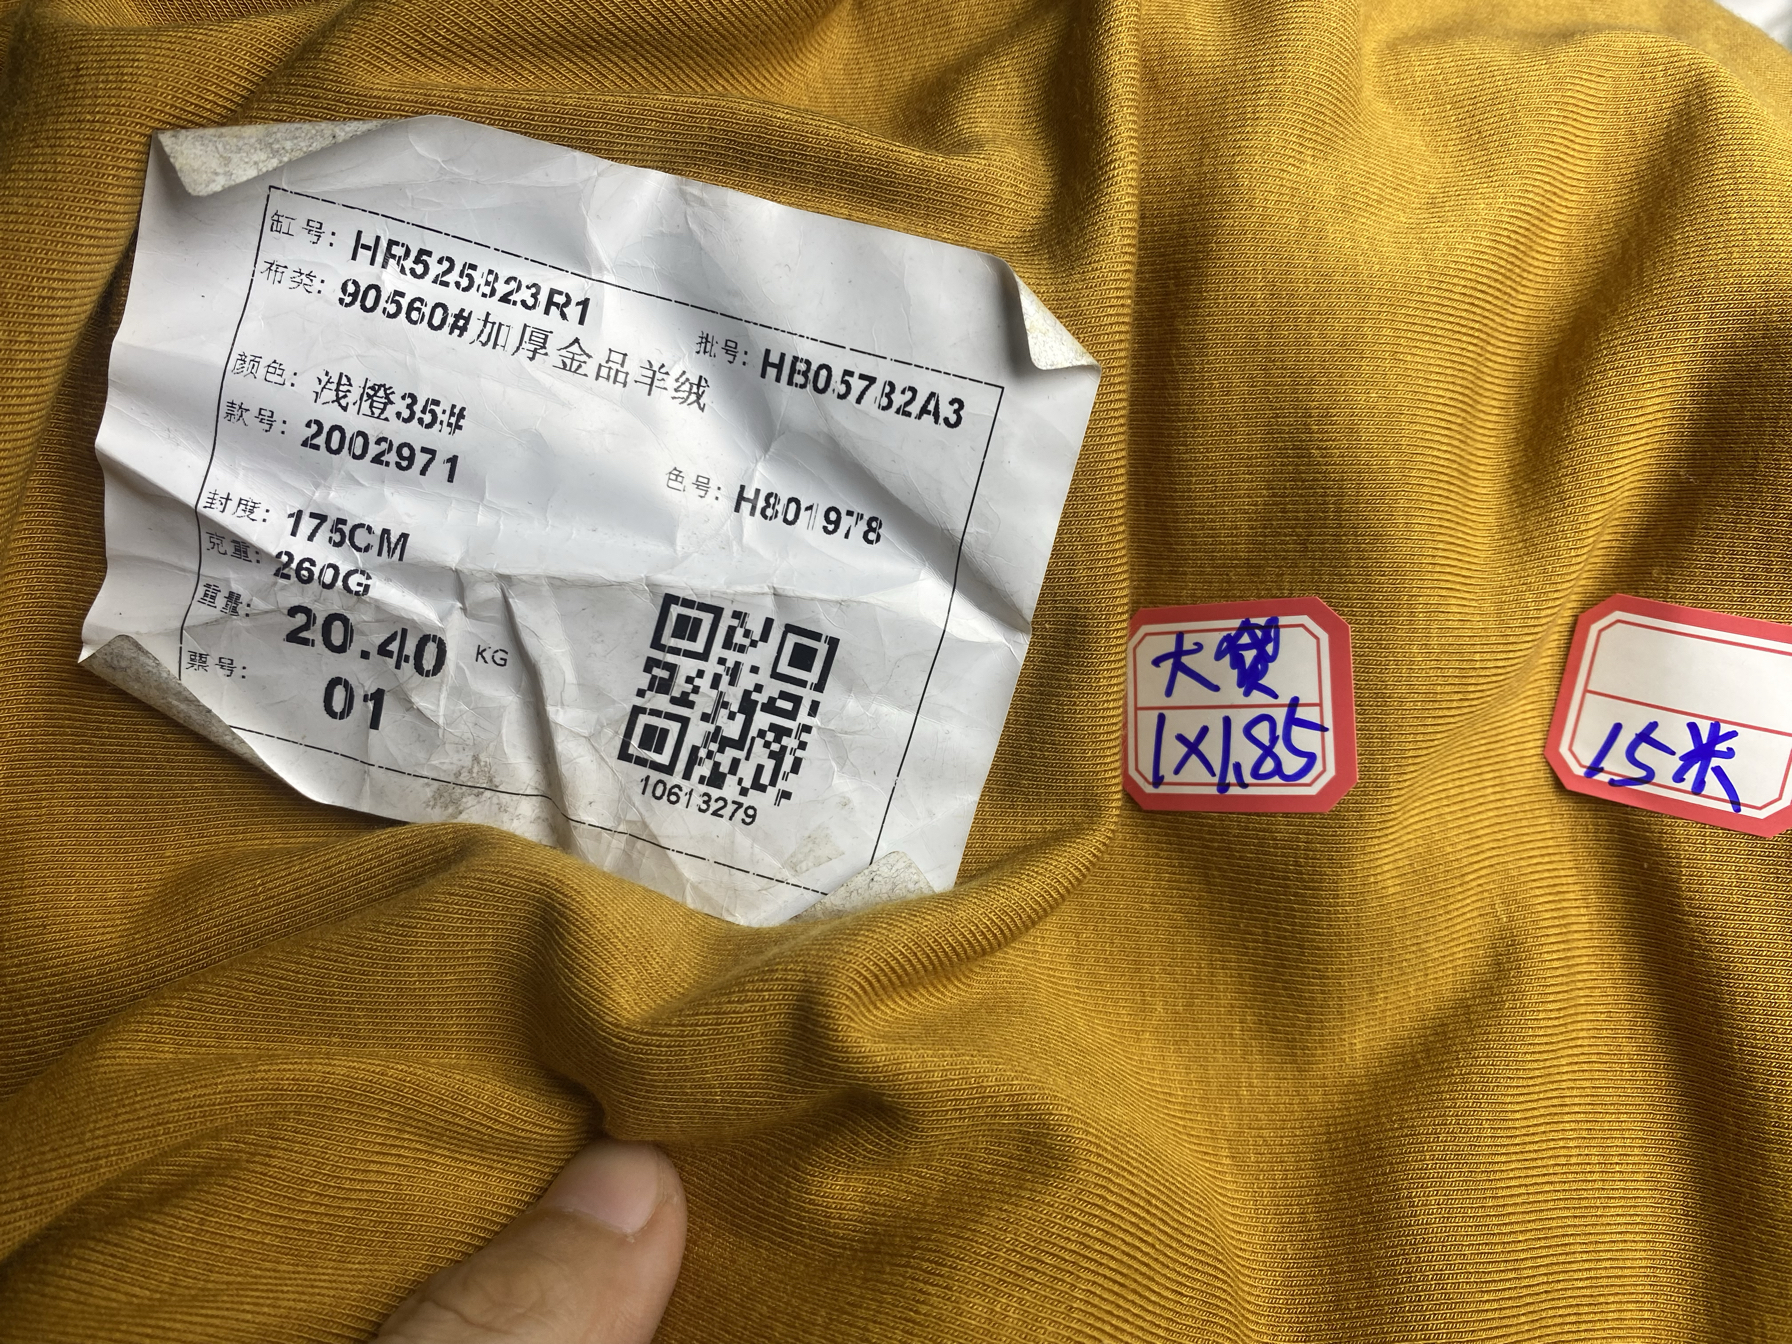 缸号: HR525823R1
布类: 90560#加厚金品羊绒
批号: HB05782A3
颜色: 浅橙35#
款号: 2002971
色号: H801978
封度: 175CM
克重: 260G
重量: 20.40 KG
票号: 01
10613279
大宝
1×1.85
15米